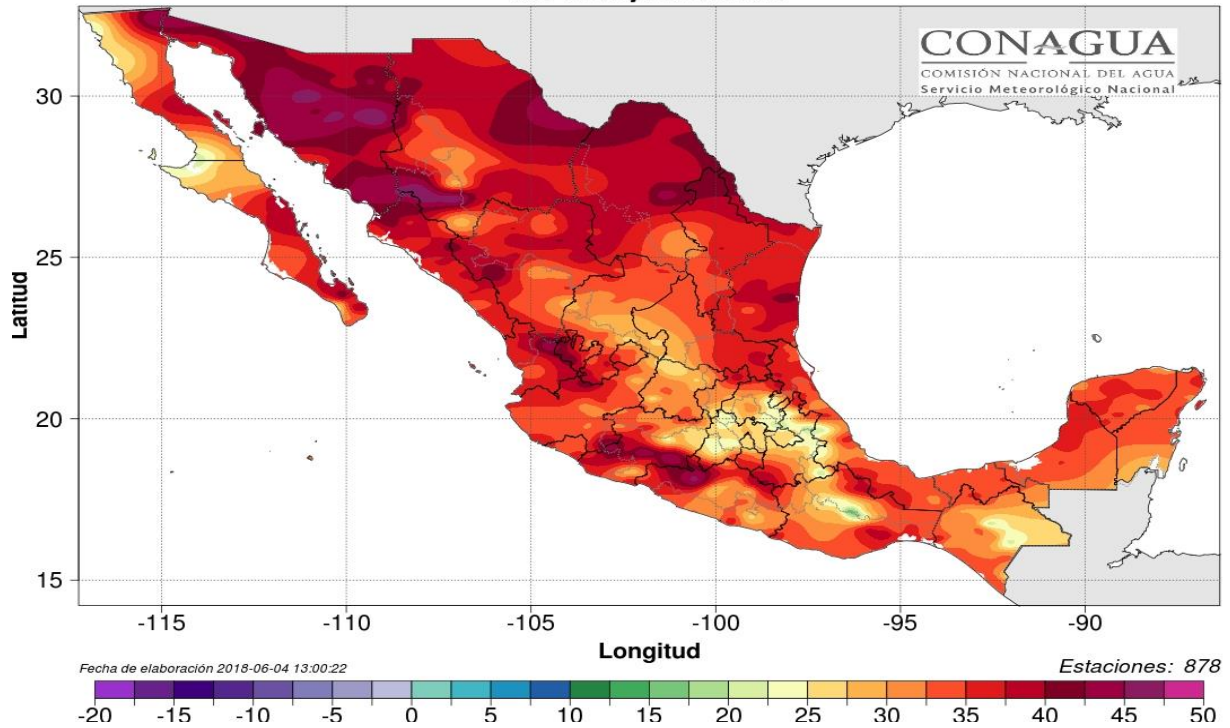 CONAGUA
COMISIÓN NACIONAL DEL AGUA
Servicio Meteorológico Nacional
30
25
20
15
Latitud
-115
-110
-105
-100
-95
-90
Longitud
Fecha de elaboración 2018-06-04 13:00:22
Estaciones: 878
-20 -15 -10 -5 0 5 10 15 20 25 30 35 40 45 50